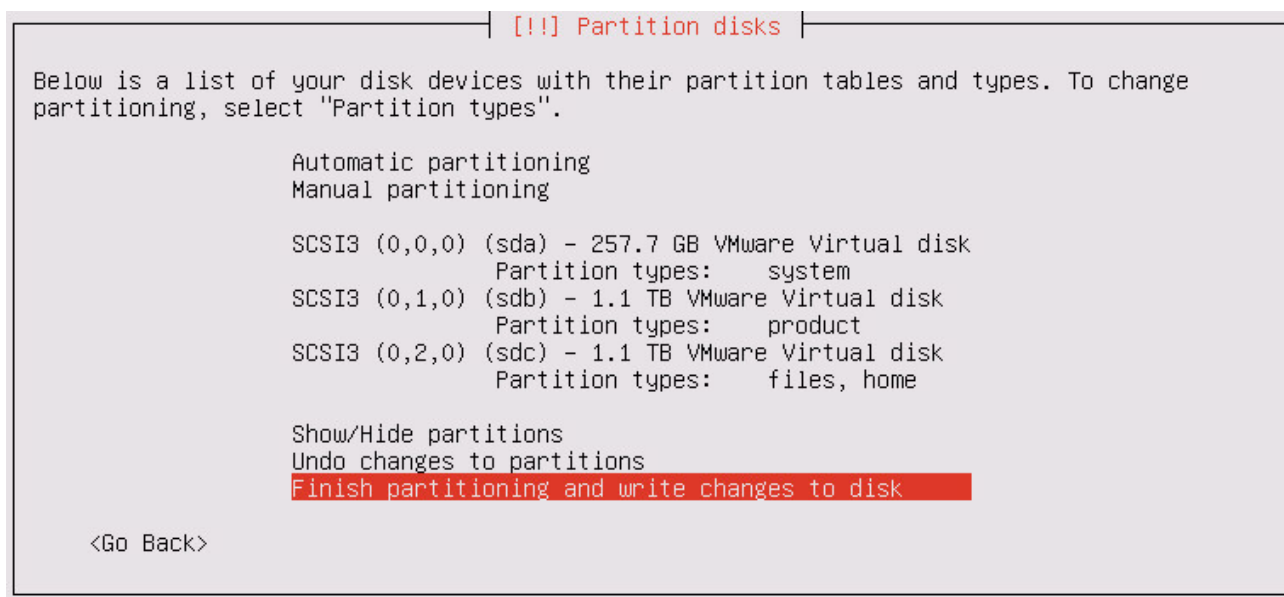 [!!] Partition disks
Below is a list of your disk devices with their partition tables and types. To change
partitioning, select "Partition types".
Automatic partitioning
Manual partitioning
SCSI3 (0,0,0) (sda) - 257.7 GB VMware Virtual disk
Partition types: system
SCSI3 (0,1,0) (sdb) - 1.1 TB VMware Virtual disk
Partition types: product
SCSI3 (0,2,0) (sdc) - 1.1 TB VMware Virtual disk
Partition types: files, home
Show/Hide partitions
Undo changes to partitions
Finish partitioning and write changes to disk
<Go Back>